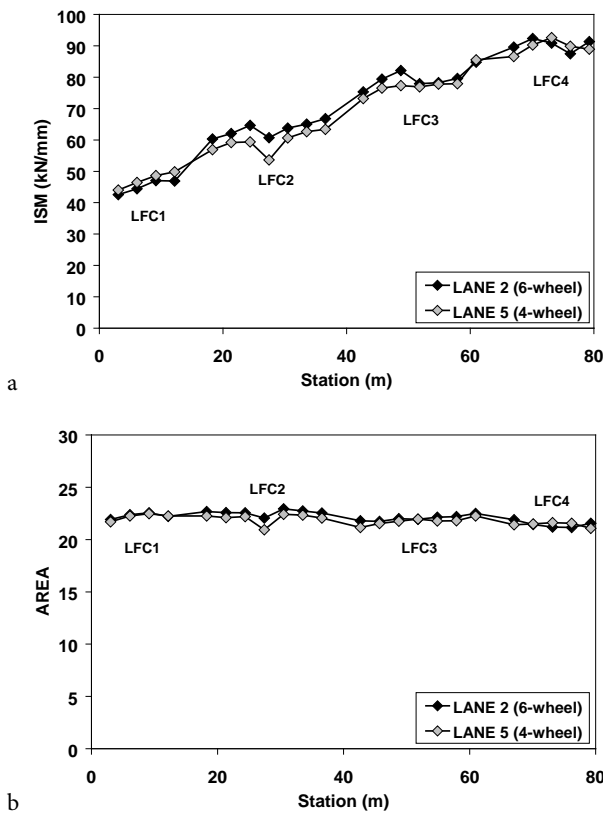 100
90
80
70
60
50
40
30
20
10
0
ISM (kN/mm)
LFC1
LFC2
LFC3
LFC4
LANE 2 (6-wheel)
LANE 5 (4-wheel)
0 20 40 60 80
Station (m)
a
30
25
20
15
10
5
0
AREA
LFC1
LFC2
LFC3
LFC4
LANE 2 (6-wheel)
LANE 5 (4-wheel)
0 20 40 60 80
Station (m)
b